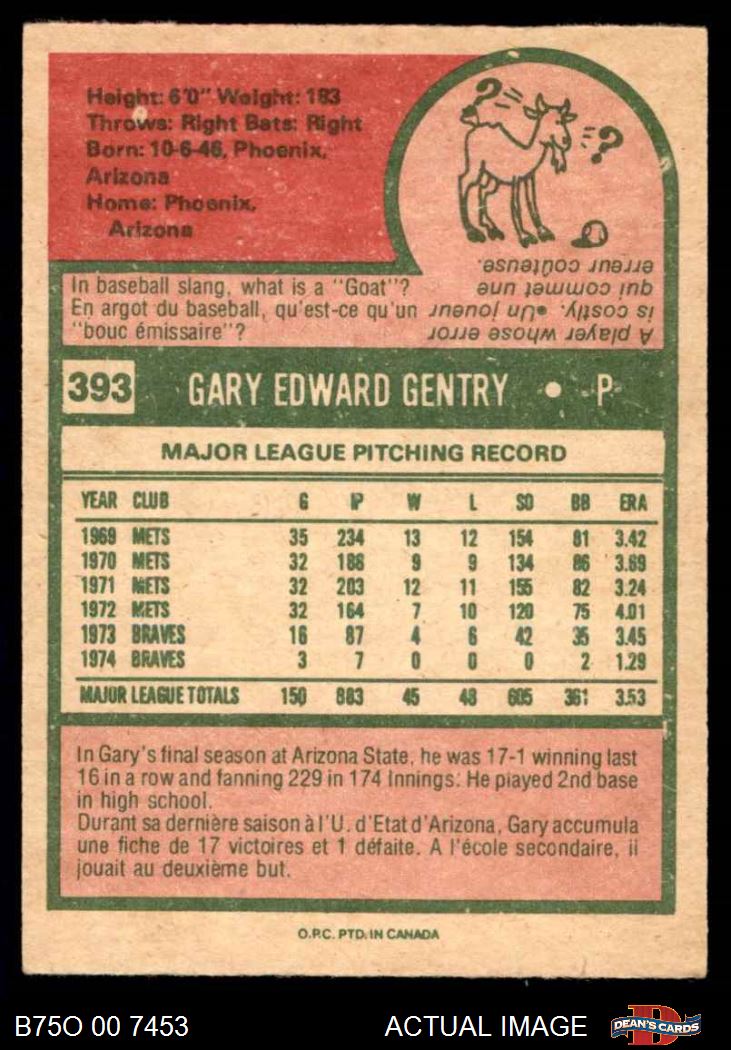 Height: 6'0" Weight: 183
Throws: Right Bats: Right
Born: 10-6-46, Phoenix,
Arizona
Home: Phoenix,
Arizona
? ?
In baseball slang, what is a "Goat"?
En argot du baseball, qu'est-ce qu'un
"bouc émissaire"?
A player whose error
is costly. •Un joueur
qui commet une
erreur coûteuse.
393 GARY EDWARD GENTRY • P
MAJOR LEAGUE PITCHING RECORD
YEAR CLUB G IP W L SO BB ERA
1969 METS 35 234 13 12 154 81 3.42
1970 METS 32 188 9 9 134 86 3.69
1971 METS 32 203 12 11 155 82 3.24
1972 METS 32 164 7 10 120 75 4.01
1973 BRAVES 16 87 4 6 42 35 3.45
1974 BRAVES 3 7 0 0 0 2 1.29
MAJOR LEAGUE TOTALS 150 883 45 48 605 361 3.53
In Gary's final season at Arizona State, he was 17-1 winning last
16 in a row and fanning 229 in 174 Innings. He played 2nd base
in high school.
Durant sa dernière saison à l'U. d'Etat d'Arizona, Gary accumula
une fiche de 17 victoires et 1 défaite. A l'école secondaire, il
jouait au deuxième but.
O.P.C. PTD. IN CANADA
B75O 00 7453 ACTUAL IMAGE D DEAN'S CARDS